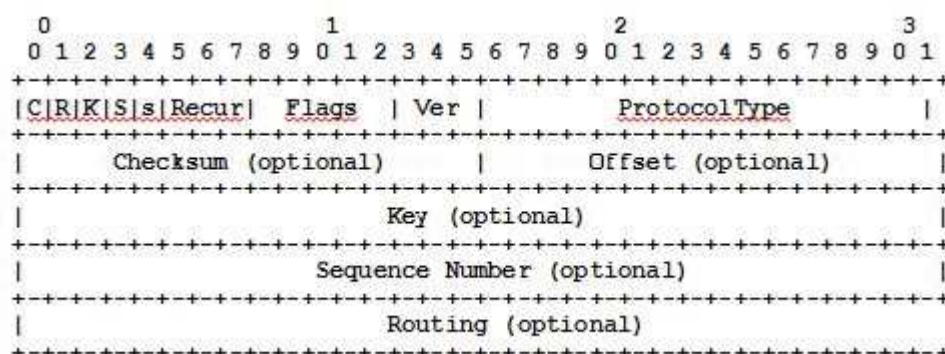 0 1 2 3
0 1 2 3 4 5 6 7 8 9 0 1 2 3 4 5 6 7 8 9 0 1 2 3 4 5 6 7 8 9 0 1
+-+-+-+-+-+-+-+-+-+-+-+-+-+-+-+-+-+-+-+-+-+-+-+-+-+-+-+-+-+-+-+-+
|C|R|K|S|s|Recur| Flags | Ver | ProtocolType |
+-+-+-+-+-+-+-+-+-+-+-+-+-+-+-+-+-+-+-+-+-+-+-+-+-+-+-+-+-+-+-+-+
| Checksum (optional) | Offset (optional) |
+-+-+-+-+-+-+-+-+-+-+-+-+-+-+-+-+-+-+-+-+-+-+-+-+-+-+-+-+-+-+-+-+
| Key (optional) |
+-+-+-+-+-+-+-+-+-+-+-+-+-+-+-+-+-+-+-+-+-+-+-+-+-+-+-+-+-+-+-+-+
| Sequence Number (optional) |
+-+-+-+-+-+-+-+-+-+-+-+-+-+-+-+-+-+-+-+-+-+-+-+-+-+-+-+-+-+-+-+-+
| Routing (optional)
+-+-+-+-+-+-+-+-+-+-+-+-+-+-+-+-+-+-+-+-+-+-+-+-+-+-+-+-+-+-+-+-+